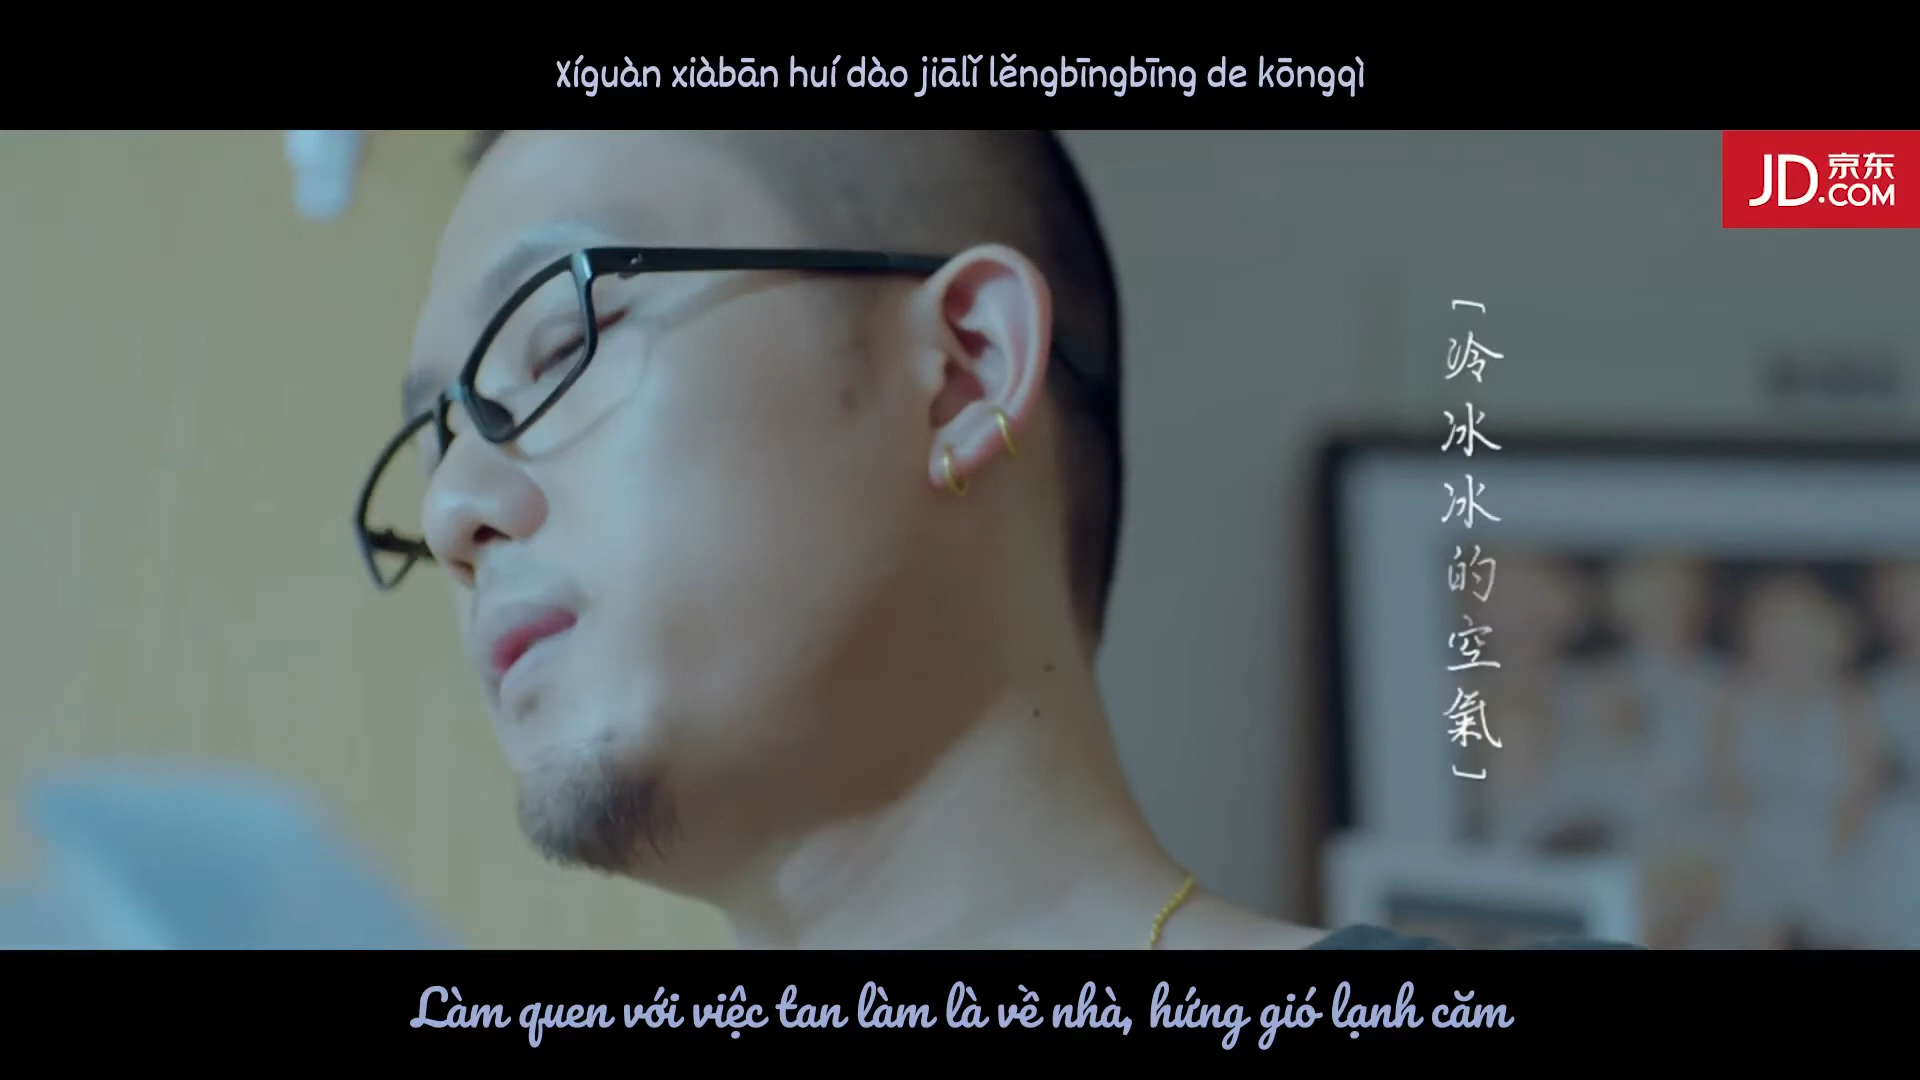 Xíguàn xiàbān huí dào jiālǐ lěngbīngbīng de kōngqì
JD.京东
COM
「冷冰冰的空氣」
Làm quen với việc tan làm là về nhà, hứng gió lạnh căm